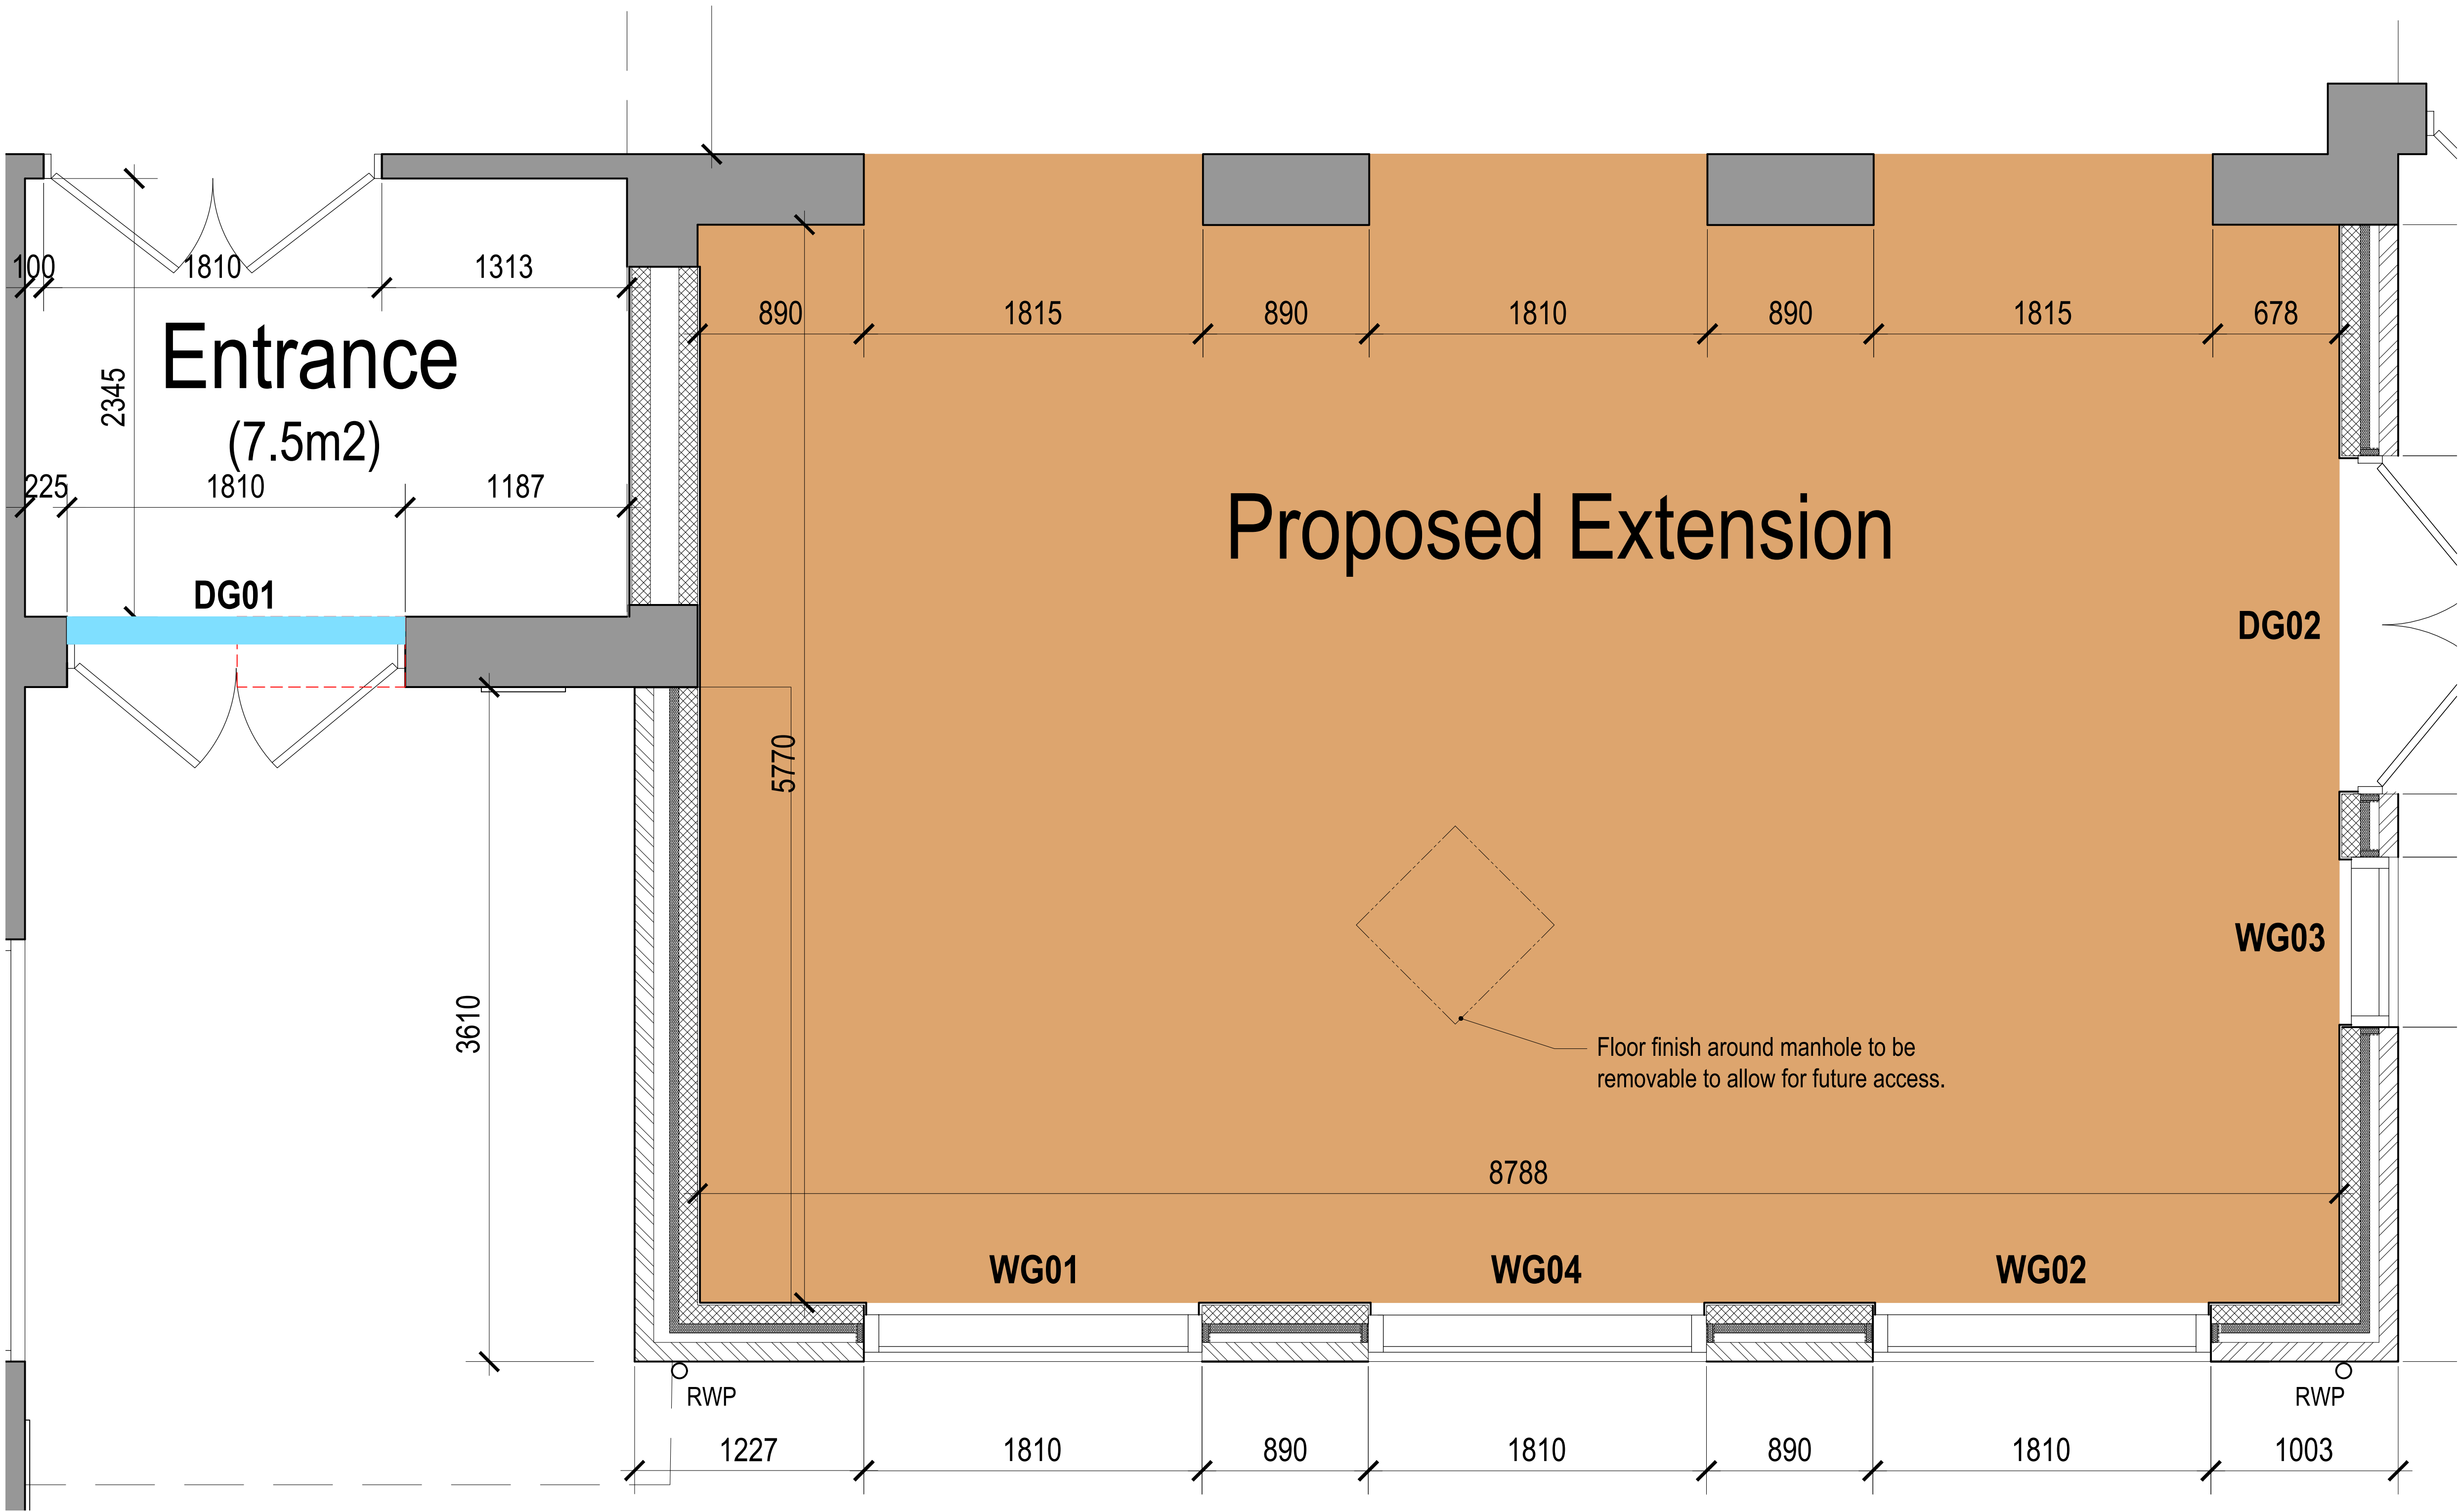 100
1810
1313
Entrance
(7.5m2)
2345
225
1810
1187
DG01
890
1815
890
1810
890
1815
678
Proposed Extension
DG02
5770
WG03
3610
Floor finish around manhole to be
removable to allow for future access.
8788
WG01
WG04
WG02
RWP
RWP
1227
1810
890
1810
890
1810
1003